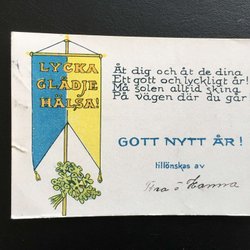 LYCKA
GLÄDJE
HÄLSA!
Åt dig och åt de dina
Ett gott och lyckligt år!
Må solen alltid skina
På vägen där du går
GOTT NYTT ÅR!
tillönskas av
Hanna